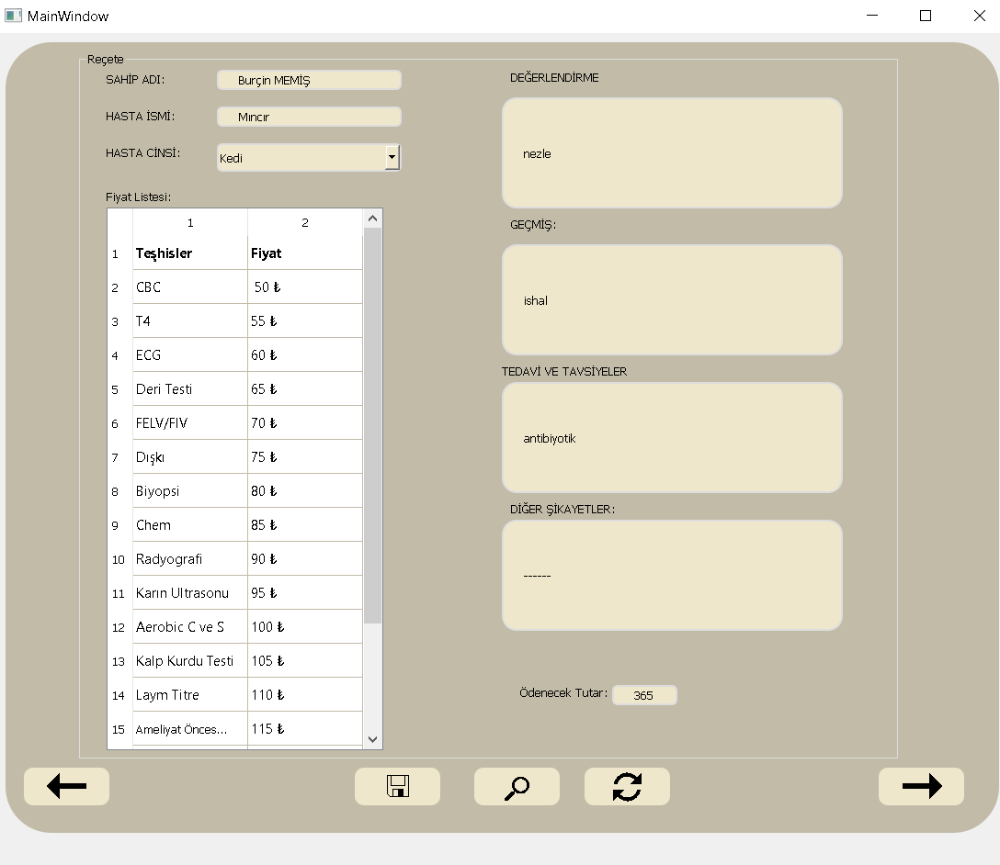 MainWindow
Reçete
SAHİP ADI:
Burçin MEMİŞ
HASTA İSMİ:
Mıncır
HASTA CİNSİ:
Kedi
Fiyat Listesi:
1 2
1 Teşhisler Fiyat
2 CBC 50 ₺
3 T4 55 ₺
4 ECG 60 ₺
5 Deri Testi 65 ₺
6 FELV/FIV 70 ₺
7 Dışkı 75 ₺
8 Biyopsi 80 ₺
9 Chem 85 ₺
10 Radyografi 90 ₺
11 Karın Ultrasonu 95 ₺
12 Aerobic C ve S 100 ₺
13 Kalp Kurdu Testi 105 ₺
14 Laym Titre 110 ₺
15 Ameliyat Önces... 115 ₺
DEĞERLENDİRME
nezle
GEÇMİŞ:
ishal
TEDAVİ VE TAVSİYELER
antibiyotik
DİĞER ŞİKAYETLER:
------
Ödenecek Tutar: 365